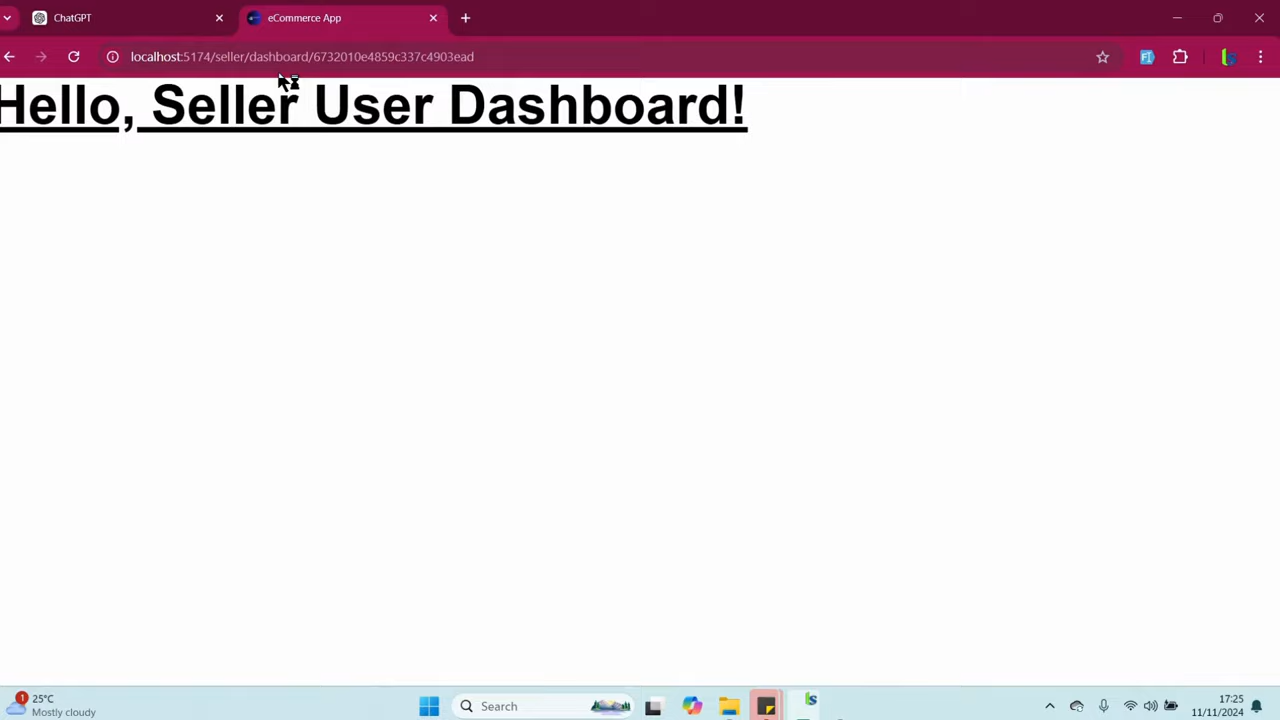 ChatGPT
eCommerce App
localhost:5174/seller/dashboard/6732010e4859c337c4903ead
Hello, Seller User Dashboard!
1
25°C
Mostly cloudy
Search
17:25
11/11/2024